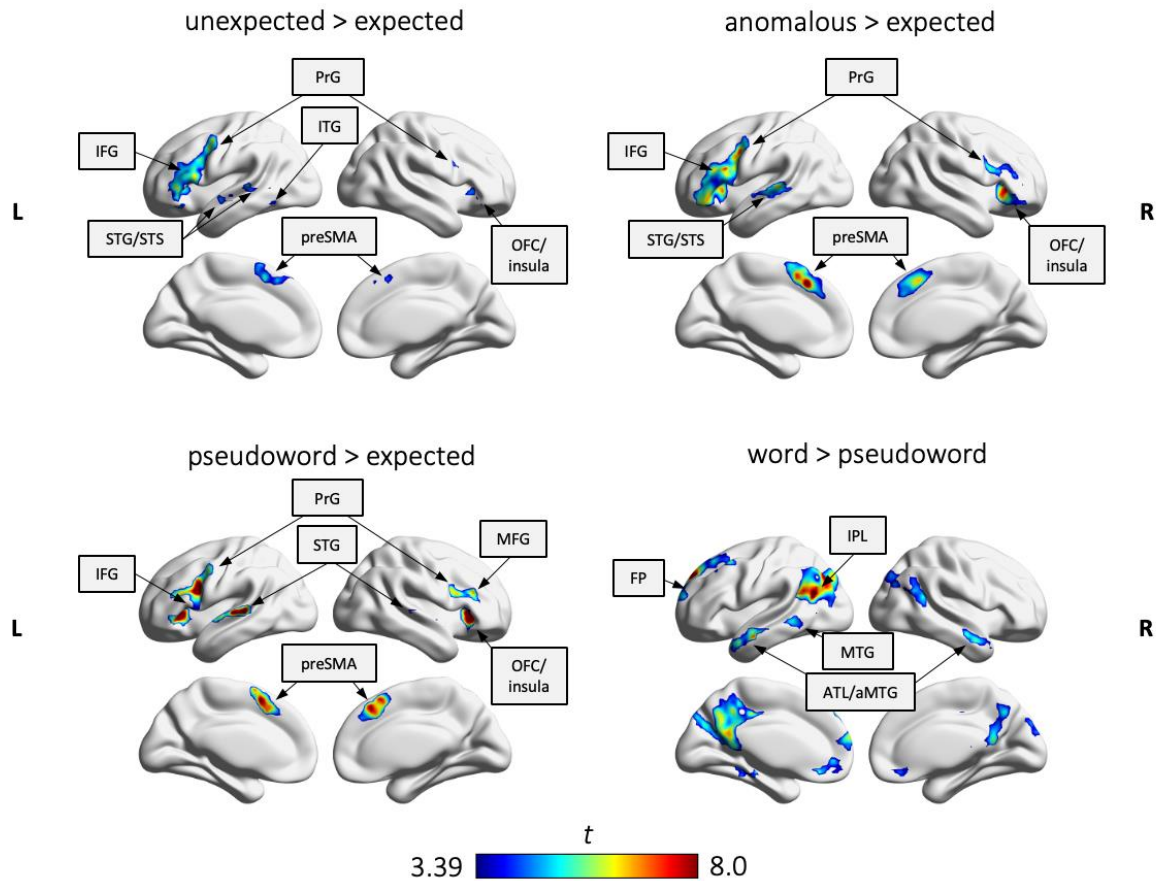 unexpected > expected
anomalous > expected
PrG
ITG
IFG
STG/STS
preSMA
OFC/
insula
PrG
IFG
STG/STS
preSMA
OFC/
insula
L
R
pseudoword > expected
word > pseudoword
PrG
STG
MFG
IFG
preSMA
OFC/
insula
IPL
FP
MTG
ATL/aMTG
L
R
t
3.39
8.0